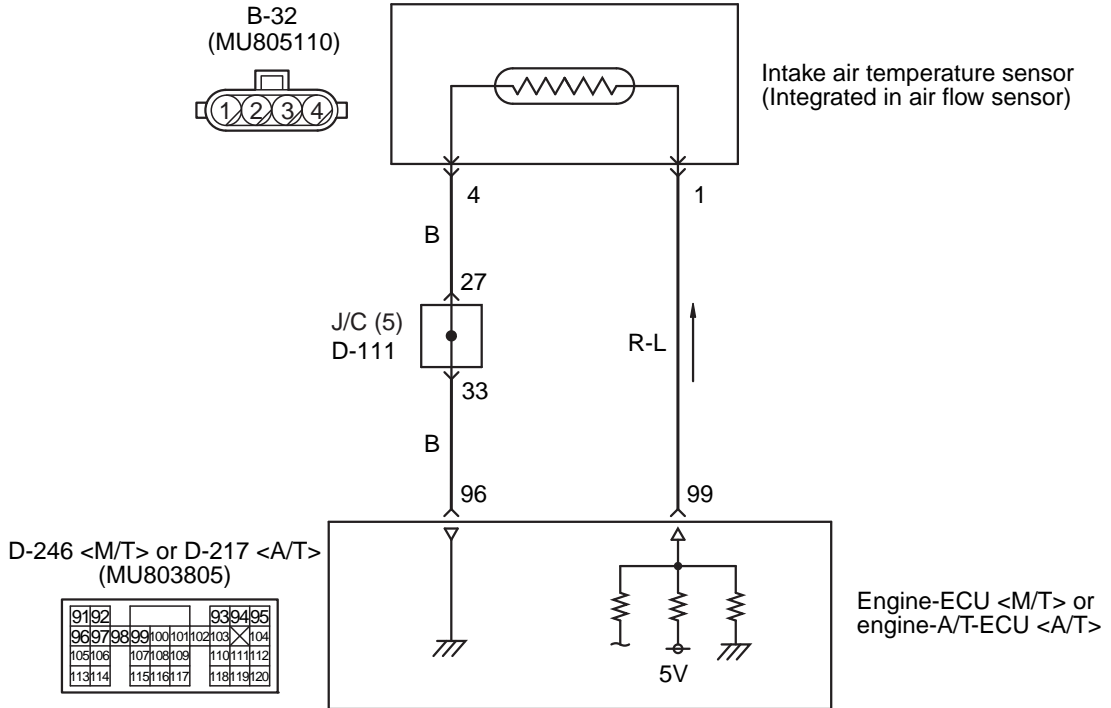 B-32
(MU805110)
1 2 3 4
Intake air temperature sensor
(Integrated in air flow sensor)
4
1
B
27
J/C (5)
D-111
R-L
33
B
96
99
D-246 <M/T> or D-217 <A/T>
(MU803805)
91 92 93 94 95
96 97 98 99 100 101 102 103 104
105 106 107 108 109 110 111 112
113 114 115 116 117 118 119 120
5V
Engine-ECU <M/T> or
engine-A/T-ECU <A/T>